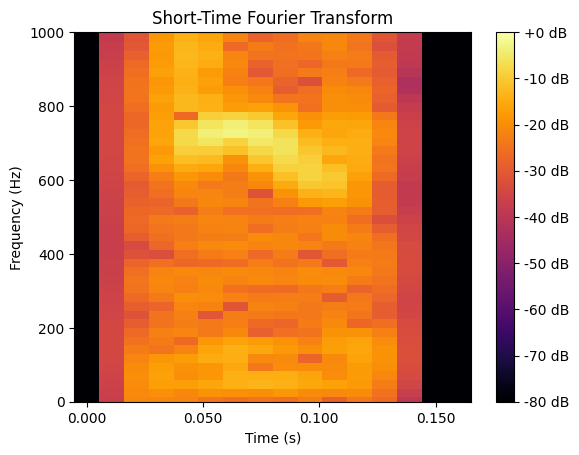 Short-Time Fourier Transform
Frequency (Hz)
1000
800
600
400
200
0
0.000
0.050
0.100
0.150
Time (s)
+0 dB
-10 dB
-20 dB
-30 dB
-40 dB
-50 dB
-60 dB
-70 dB
-80 dB